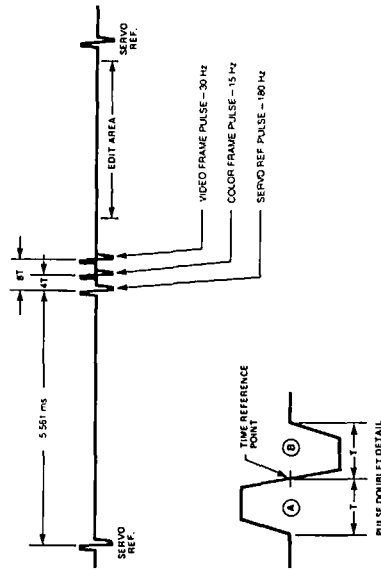 SERVO
REF.
5.561 ms
8T
4T
EDIT AREA
SERVO
REF.
VIDEO FRAME PULSE – 30 Hz
COLOR FRAME PULSE – 15 Hz
SERVO REF PULSE – 180 Hz
TIME REFERENCE
POINT
A
B
T
T
PULSE DOUBLET DETAIL